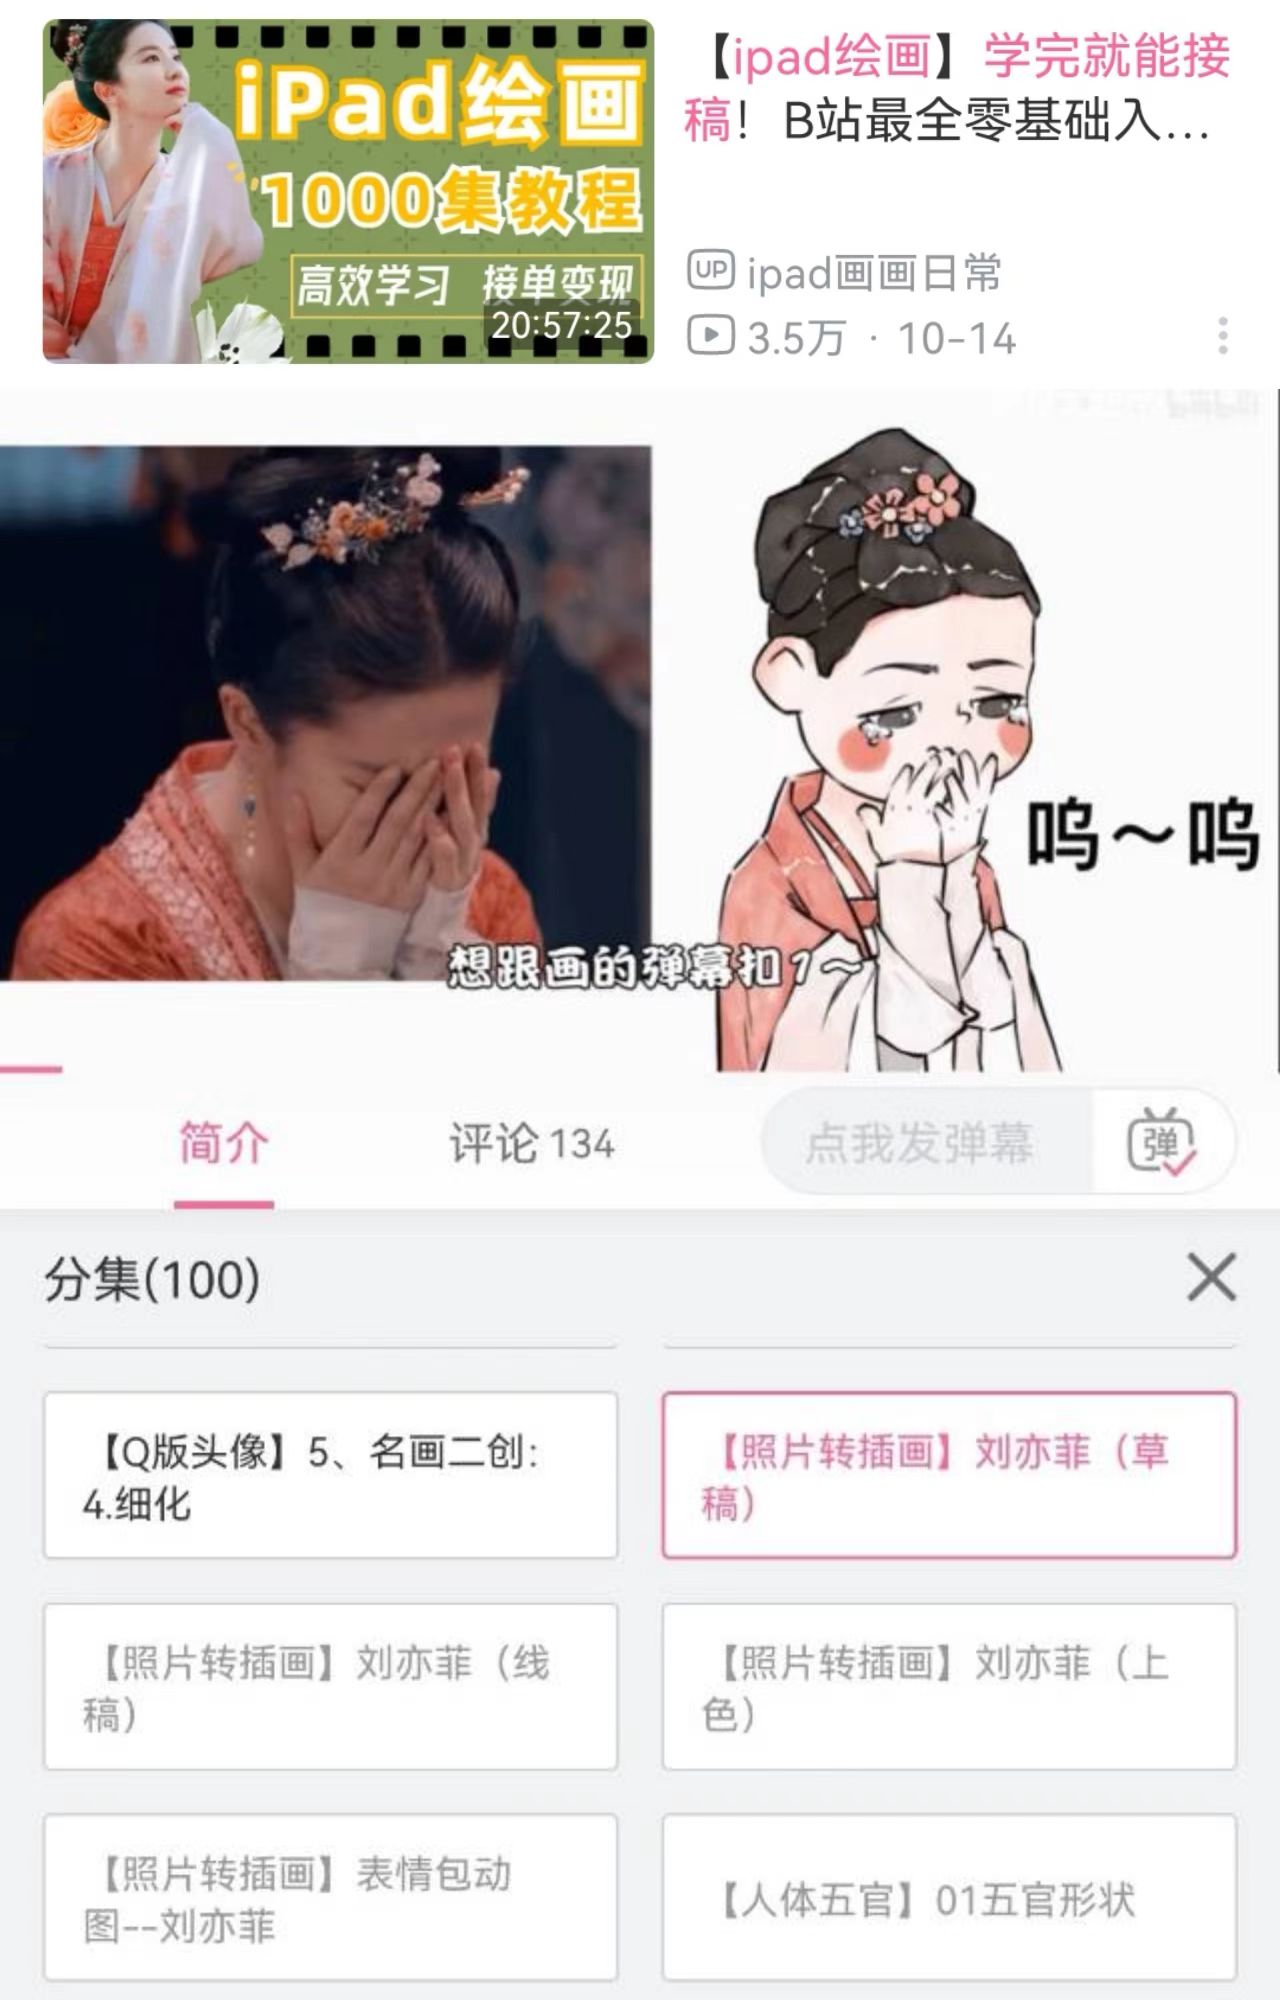 iPad绘画
1000集教程
高效学习 接单变现
20:57:25
【ipad绘画】学完就能接
稿！B站最全零基础入...
UP ipad画画日常
3.5万 · 10-14
呜～呜
想跟画的弹幕扣1～
简介
评论 134
点我发弹幕
弹
分集(100)
【Q版头像】5、名画二创：
4.细化
【照片转插画】刘亦菲（草
稿）
【照片转插画】刘亦菲（线
稿）
【照片转插画】刘亦菲（上
色）
【照片转插画】表情包动
图--刘亦菲
【人体五官】01五官形状